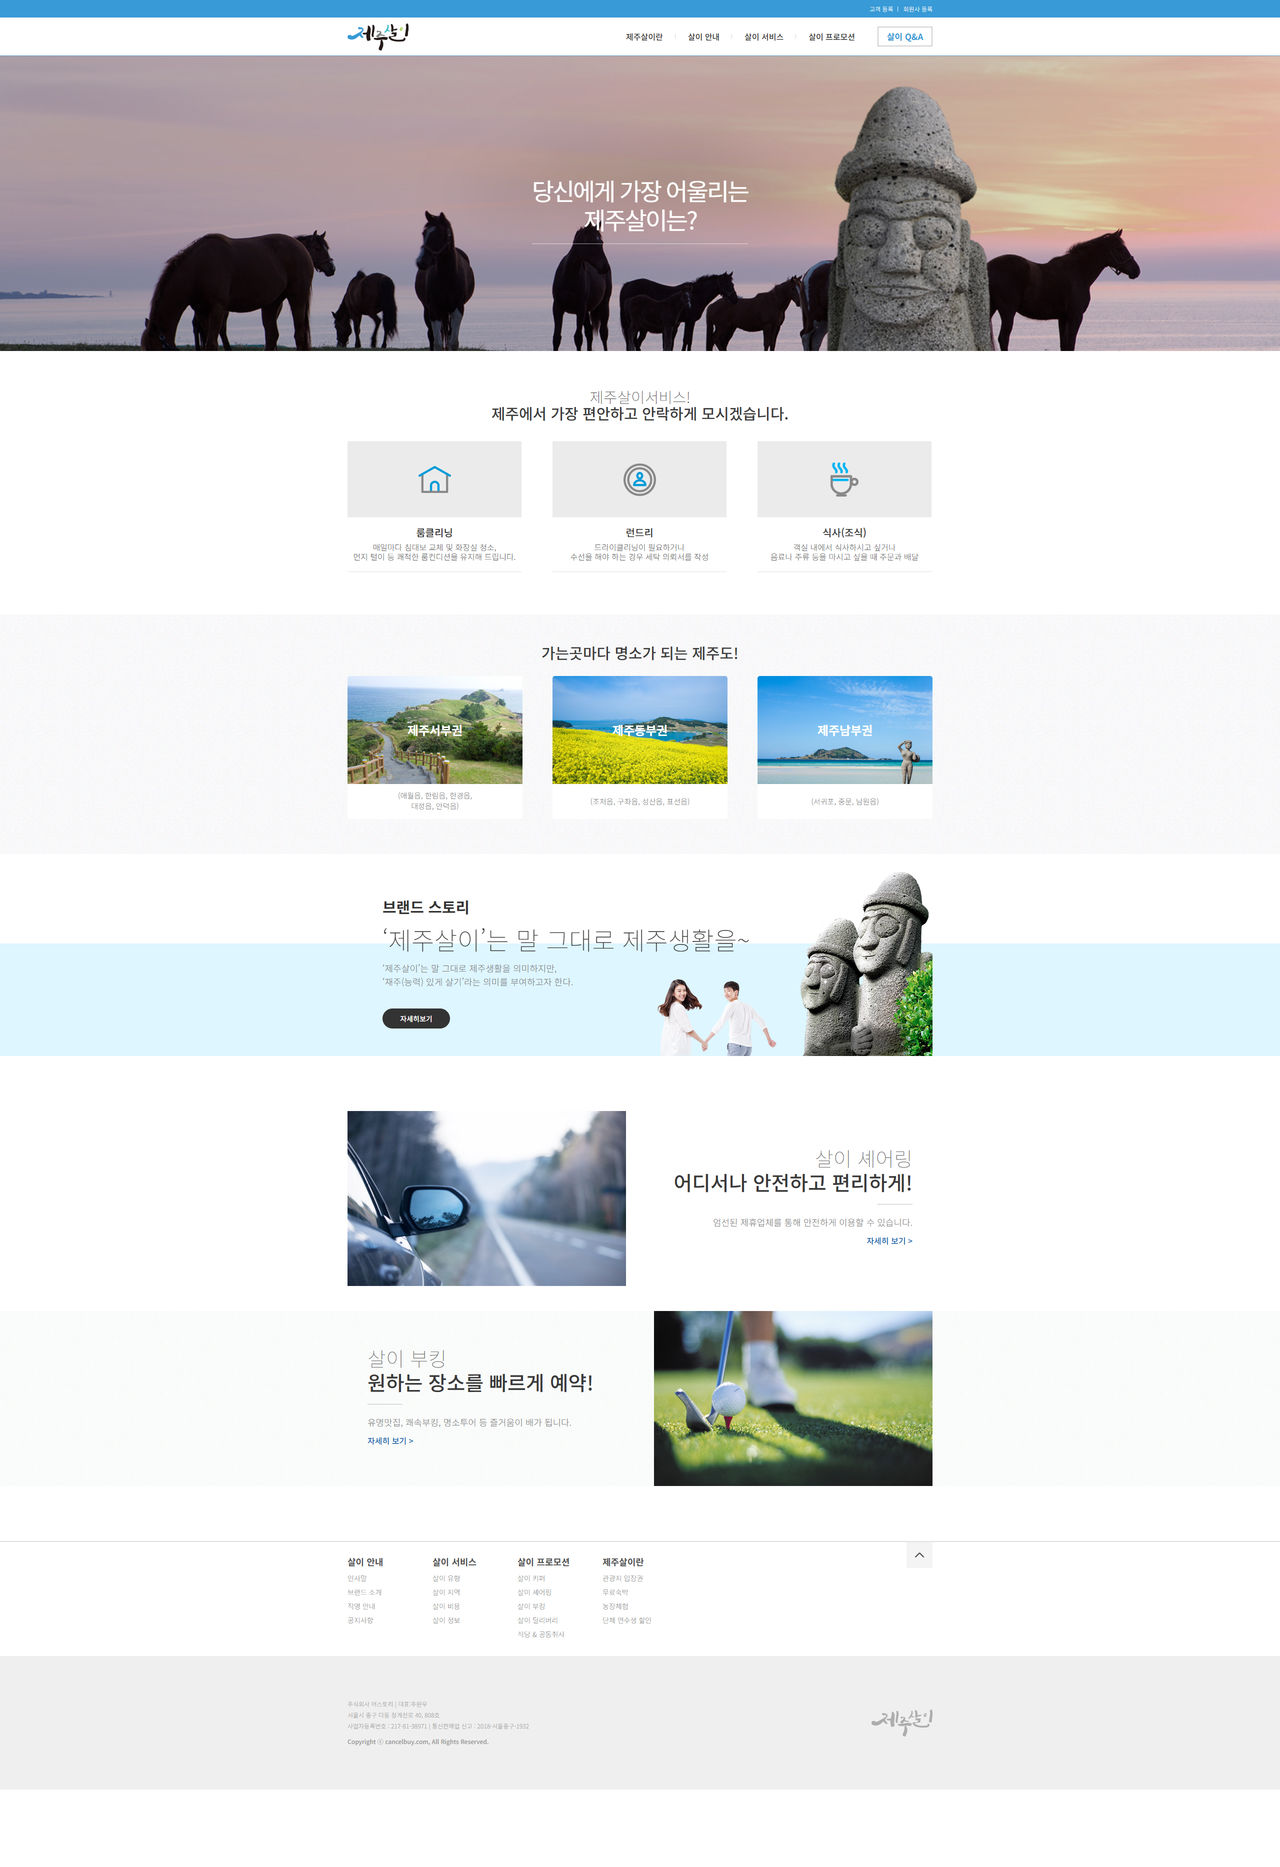 고객 등록 | 회원사 등록
제주살이
제주살이란
살이 안내
살이 서비스
살이 프로모션
살이 Q&A
당신에게 가장 어울리는
제주살이는?
제주살이서비스!
제주에서 가장 편안하고 안락하게 모시겠습니다.
룸클리닝
매일마다 침대보 교체 및 화장실 청소,
먼지 털이 등 쾌적한 룸컨디션을 유지해 드립니다.
런드리
드라이클리닝이 필요하거나
수선을 해야 하는 경우 세탁 의뢰서를 작성
식사(조식)
객실 내에서 식사하시고 싶거나
음료나 주류 등을 마시고 싶을 때 주문과 배달
가는곳마다 명소가 되는 제주도!
제주서부권
(애월읍, 한림읍, 한경읍,
대정읍, 안덕읍)
제주동부권
(조처읍, 구좌읍, 성산읍, 표선읍)
제주남부권
(서귀포, 중문, 남원읍)
브랜드 스토리
‘제주살이’는 말 그대로 제주생활을~
‘제주살이’는 말 그대로 제주생활을 의미하지만,
‘재주(능력) 있게 살기’라는 의미를 부여하고자 한다.
자세히보기
살이 셰어링
어디서나 안전하고 편리하게!
엄선된 제휴업체를 통해 안전하게 이용할 수 있습니다.
자세히 보기 >
살이 부킹
원하는 장소를 빠르게 예약!
유명맛집, 쾌속부킹, 명소투어 등 즐거움이 배가 됩니다.
자세히 보기 >
살이 안내
인사말
브랜드 소개
직영 안내
공지사항
살이 서비스
살이 유형
살이 지역
살이 비용
살이 정보
살이 프로모션
살이 키퍼
살이 셰어링
살이 부킹
살이 딜리버리
식당 & 공동취사
제주살이란
관광지 입장권
무료숙박
농장체험
단체 연수생 할인
서울시 중구 다동 청계천로 40, 808호
사업자등록번호 : 217-81-38971 | 통신판매업 신고 : 2016-서울중구-1932
Copyright ⓒ cancelbuy.com, All Rights Reserved.
제주살이